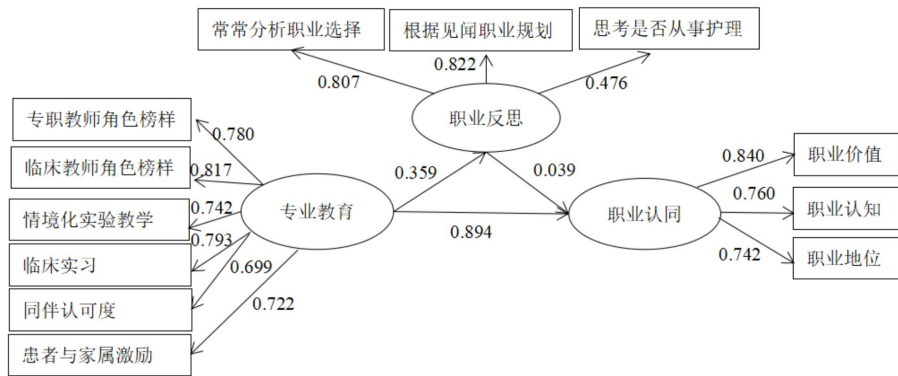 常常分析职业选择
根据见闻职业规划
思考是否从事护理
0.807
0.822
0.476
职业反思
专职教师角色榜样
0.780
临床教师角色榜样
0.817
0.359
0.039
0.840
职业价值
情境化实验教学
0.742
专业教育
0.894
职业认同
0.760
职业认知
临床实习
0.793
0.742
职业地位
0.699
同伴认可度
0.722
患者与家属激励